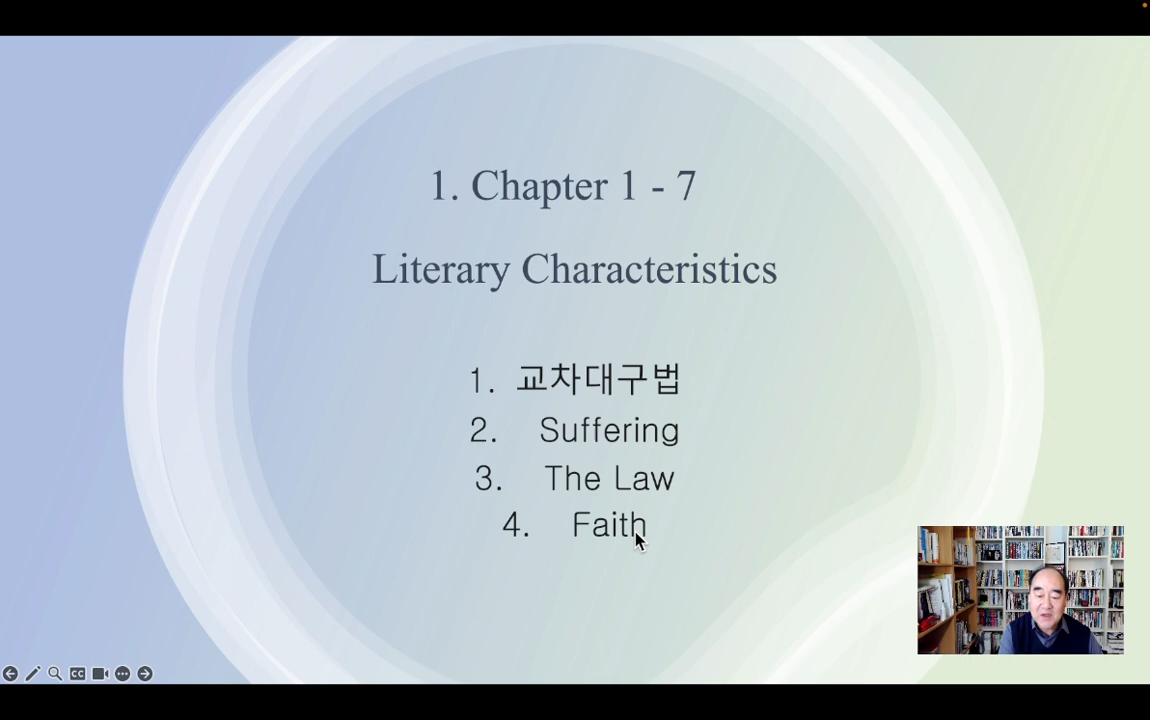 1. Chapter 1 - 7
Literary Characteristics
1. 교차대구법
2. Suffering
3. The Law
4. Faith
CC